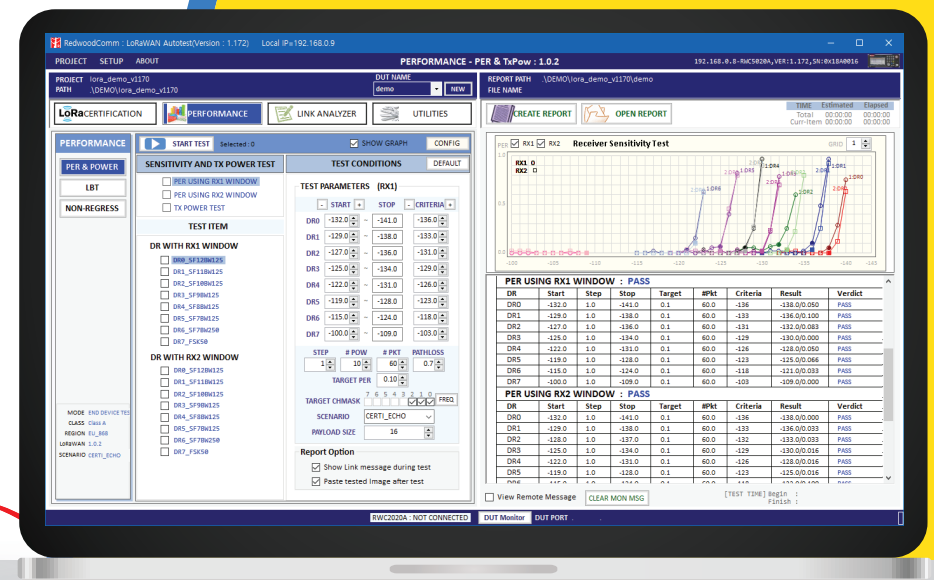 RedwoodComm : LoRaWAN Autotest(Version : 1.172) Local IP=192.168.0.9
PROJECT SETUP ABOUT PERFORMANCE - PER & TxPow : 1.0.2 192.168.0.8-RWC5020A,VER:1.172,SN:0x18A0016
PROJECT lora_demo_v1170
PATH .\DEMO\lora_demo_v1170
DUT NAME
demo NEW
REPORT PATH .\DEMO\lora_demo_v1170\demo
FILE NAME
LoRaCERTIFICATION PERFORMANCE LINK ANALYZER UTILITIES
CREATE REPORT OPEN REPORT
TIME Estimated Elapsed
Total 00:00:00 00:00:00
Curr-Item 00:00:00 00:00:00
PERFORMANCE
PER & POWER
LBT
NON-REGRESS
MODE END DEVICE TES
CLASS Class A
REGION EU_868
LoRaWAN 1.0.2
SCENARIO CERTI_ECHO
START TEST Selected : 0 SHOW GRAPH CONFIG
SENSITIVITY AND TX POWER TEST
PER USING RX1 WINDOW
PER USING RX2 WINDOW
TX POWER TEST
TEST ITEM
DR WITH RX1 WINDOW
DR0_SF12BW125
DR1_SF11BW125
DR2_SF10BW125
DR3_SF9BW125
DR4_SF8BW125
DR5_SF7BW125
DR6_SF7BW250
DR7_FSK50
DR WITH RX2 WINDOW
DR0_SF12BW125
DR1_SF11BW125
DR2_SF10BW125
DR3_SF9BW125
DR4_SF8BW125
DR5_SF7BW125
DR6_SF7BW250
DR7_FSK50
TEST CONDITIONS DEFAULT
TEST PARAMETERS (RX1)
- START + STOP - CRITERIA +
DR0 -132.0 ~ -141.0 -136.0
DR1 -129.0 ~ -138.0 -133.0
DR2 -127.0 ~ -136.0 -131.0
DR3 -125.0 ~ -134.0 -129.0
DR4 -122.0 ~ -131.0 -126.0
DR5 -119.0 ~ -128.0 -123.0
DR6 -115.0 ~ -124.0 -118.0
DR7 -100.0 ~ -109.0 -103.0
STEP # POW # PKT PATHLOSS
1 10 60 0.7
TARGET PER 0.10
7 6 5 4 3 2 1 0
TARGET CHMASK FREQ
SCENARIO CERTI_ECHO
PAYLOAD SIZE 16
Report Option
Show Link message during test
Paste tested Image after test
PER RX1 RX2 Receiver Sensitivity Test GRID 1
1.0
RX1 O
RX2 □
0.5
0.0
-100 -105 -110 -115 -120 -125 -130 -135 -140 -145
PER USING RX1 WINDOW : PASS
DR Start Step Stop Target #Pkt Criteria Result Verdict
DR0 -132.0 1.0 -141.0 0.1 60.0 -136 -138.0/0.050 PASS
DR1 -129.0 1.0 -138.0 0.1 60.0 -133 -136.0/0.100 PASS
DR2 -127.0 1.0 -136.0 0.1 60.0 -131 -132.0/0.083 PASS
DR3 -125.0 1.0 -134.0 0.1 60.0 -129 -130.0/0.000 PASS
DR4 -122.0 1.0 -131.0 0.1 60.0 -126 -128.0/0.050 PASS
DR5 -119.0 1.0 -128.0 0.1 60.0 -123 -125.0/0.066 PASS
DR6 -115.0 1.0 -124.0 0.1 60.0 -118 -121.0/0.033 PASS
DR7 -100.0 1.0 -109.0 0.1 60.0 -103 -109.0/0.000 PASS
PER USING RX2 WINDOW : PASS
DR Start Step Stop Target #Pkt Criteria Result Verdict
DR0 -132.0 1.0 -141.0 0.1 60.0 -136 -138.0/0.000 PASS
DR1 -129.0 1.0 -138.0 0.1 60.0 -133 -136.0/0.033 PASS
DR2 -128.0 1.0 -137.0 0.1 60.0 -132 -133.0/0.033 PASS
DR3 -125.0 1.0 -134.0 0.1 60.0 -129 -130.0/0.016 PASS
DR4 -122.0 1.0 -131.0 0.1 60.0 -126 -128.0/0.016 PASS
DR5 -119.0 1.0 -128.0 0.1 60.0 -123 -125.0/0.016 PASS
View Remote Message CLEAR MON MSG [TEST TIME] Begin :
Finish :
RWC2020A : NOT CONNECTED DUT Monitor DUT PORT